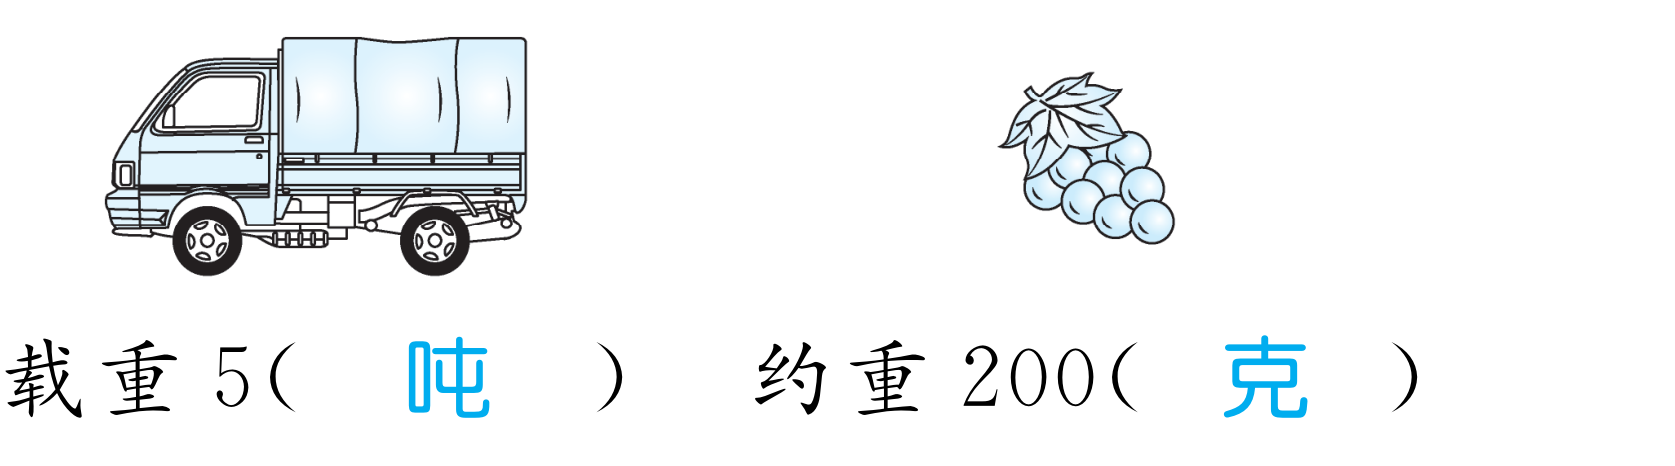 载重 5( 吨 ) 约重 200( 克 )